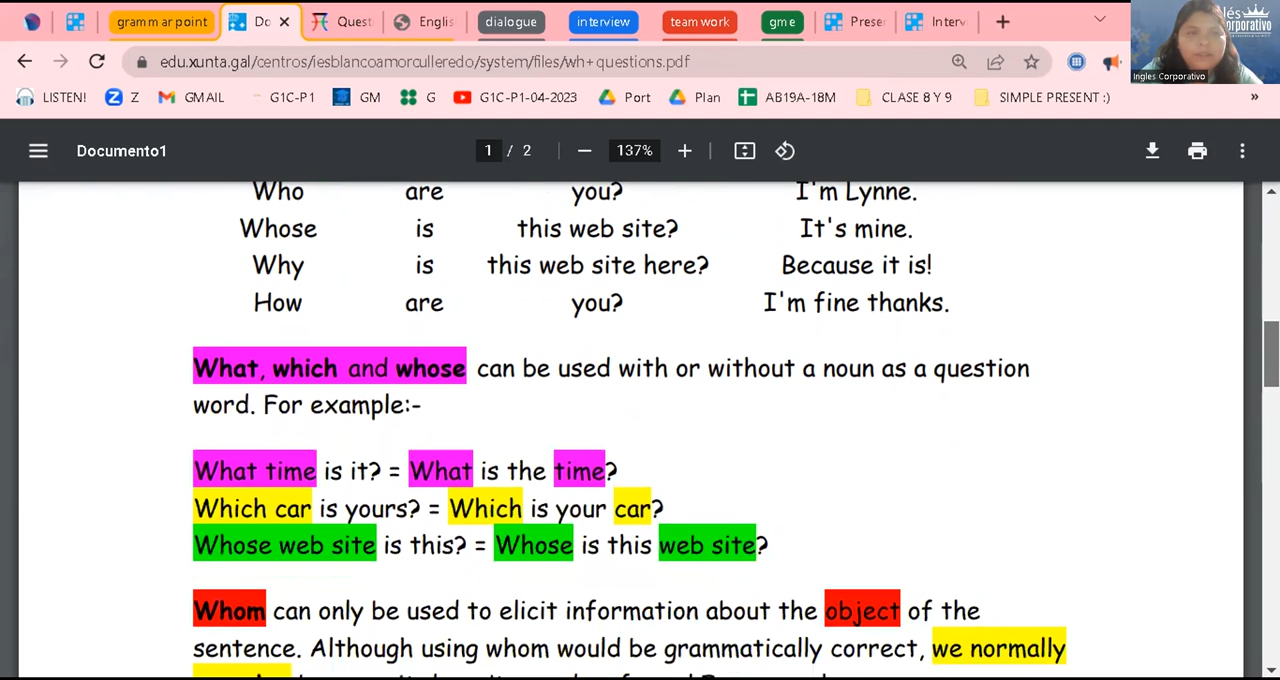 grammar point
Do
Quest
Englis
dialogue
interview
team work
gme
Preser
Interv
edu.xunta.gal/centros/iesblancoamorculleredo/system/files/wh+questions.pdf
lés
orporativo
Ingles Corporativo
LISTEN!
Z
GMAIL
G1C-P1
GM
G
G1C-P1-04-2023
Port
Plan
AB19A-18M
CLASE 8 Y 9
SIMPLE PRESENT :)
»
Documento1
1 / 2
137%
Who are you? I'm Lynne.
Whose is this web site? It's mine.
Why is this web site here? Because it is!
How are you? I'm fine thanks.
What, which and whose can be used with or without a noun as a question
word. For example:-
What time is it? = What is the time?
Which car is yours? = Which is your car?
Whose web site is this? = Whose is this web site?
Whom can only be used to elicit information about the object of the
sentence. Although using whom would be grammatically correct, we normally